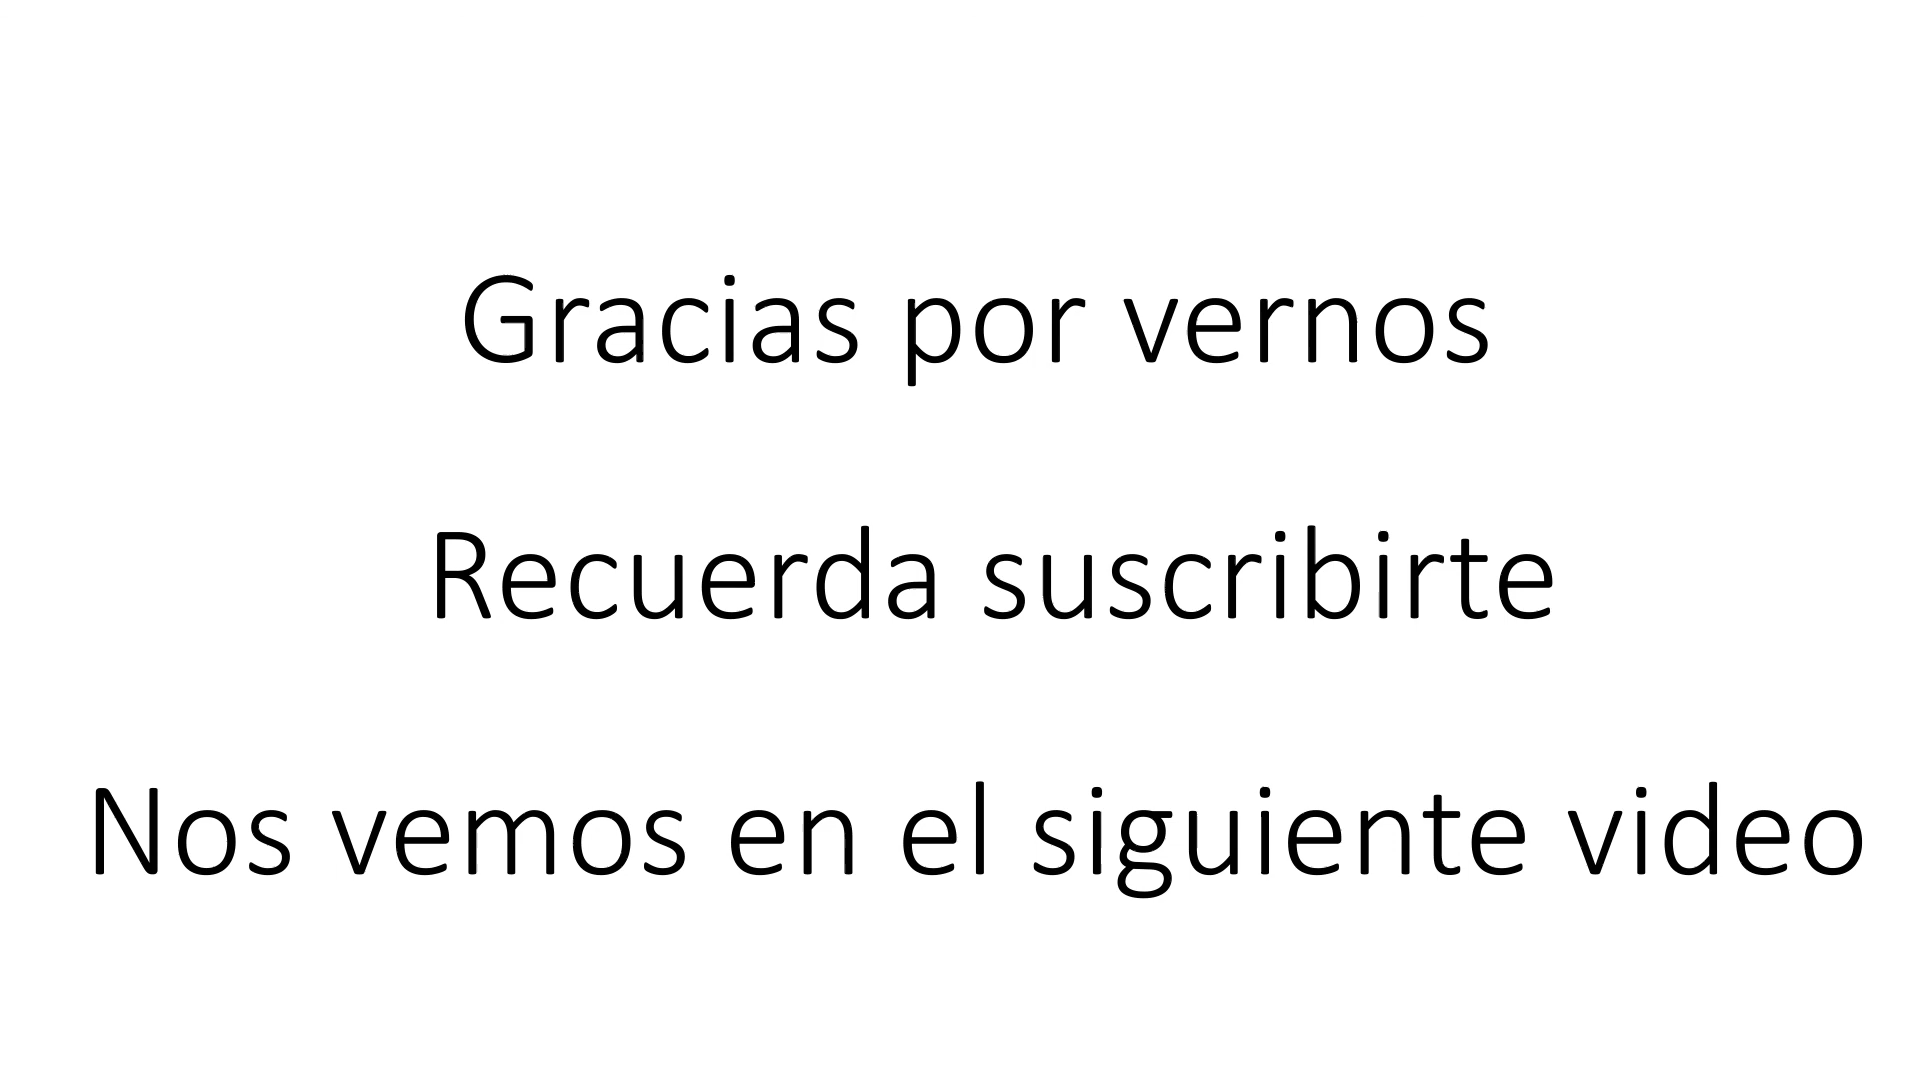 Gracias por vernos
Recuerda suscribirte
Nos vemos en el siguiente video